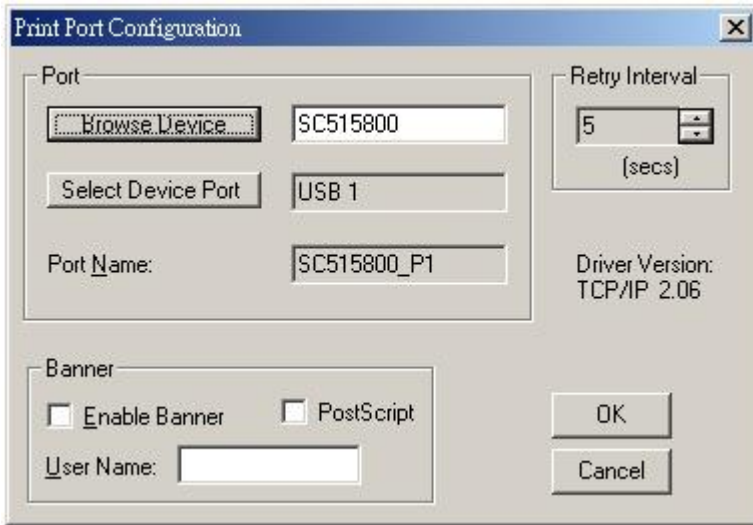 Print Port Configuration
Port
Browse Device
SC515800
Select Device Port
USB 1
Port Name:
SC515800_P1
Retry Interval
5
(secs)
Driver Version:
TCP/IP 2.06
Banner
Enable Banner
PostScript
User Name:
OK
Cancel